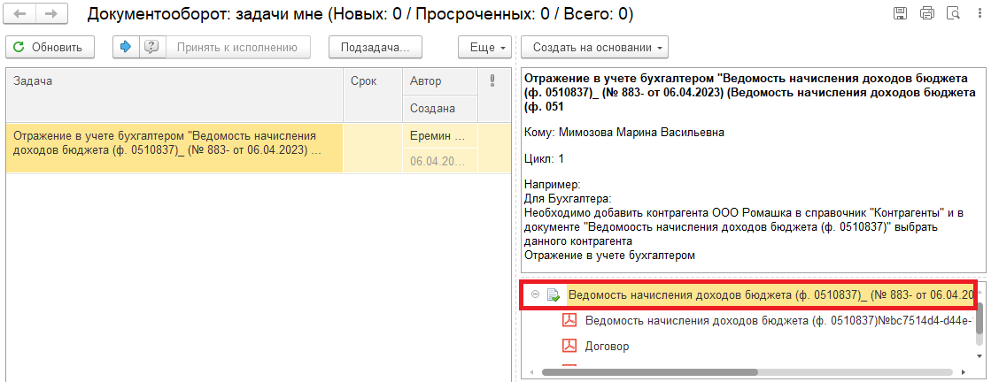 Документооборот: задачи мне (Новых: 0 / Просроченных: 0 / Всего: 0)
Обновить
Принять к исполнению
Подзадача...
Еще
Создать на основании
Задача
Срок
Автор
Создана
Отражение в учете бухгалтером "Ведомость начисления
доходов бюджета (ф. 0510837)_ (№ 883- от 06.04.2023) ...
Еремин ...
06.04.20...
Отражение в учете бухгалтером "Ведомость начисления доходов бюджета
(ф. 0510837)_ (№ 883- от 06.04.2023) (Ведомость начисления доходов бюджета
(ф. 051
Кому: Мимозова Марина Васильевна
Цикл: 1
Например:
Для Бухгалтера:
Необходимо добавить контрагента ООО Ромашка в справочник "Контрагенты" и в
документе "Ведомоость начисления доходов бюджета (ф. 0510837)" выбрать
данного контрагента
Отражение в учете бухгалтером
Ведомость начисления доходов бюджета (ф. 0510837)_ (№ 883- от 06.04.20
Ведомость начисления доходов бюджета (ф. 0510837)№bc7514d4-d44e-
Договор